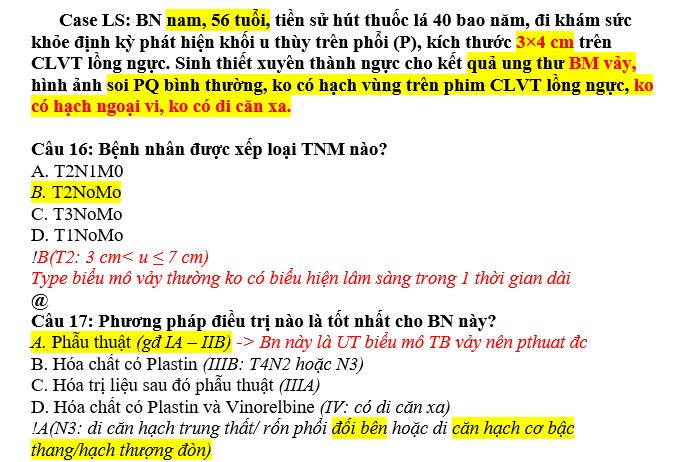 Case LS: BN nam, 56 tuổi, tiền sử hút thuốc lá 40 bao năm, đi khám sức
khỏe định kỳ phát hiện khối u thùy trên phổi (P), kích thước 3×4 cm trên
CLVT lồng ngực. Sinh thiết xuyên thành ngực cho kết quả ung thư BM vảy,
hình ảnh soi PQ bình thường, ko có hạch vùng trên phim CLVT lồng ngực, ko
có hạch ngoại vi, ko có di căn xa.
Câu 16: Bệnh nhân được xếp loại TNM nào?
A. T2N1M0
B. T2NoMo
C. T3NoMo
D. T1NoMo
!B(T2: 3 cm< u ≤ 7 cm)
Type biểu mô vảy thường ko có biểu hiện lâm sàng trong 1 thời gian dài
@
Câu 17: Phương pháp điều trị nào là tốt nhất cho BN này?
A. Phẫu thuật (gđ IA – IIB) -> Bn này là UT biểu mô TB vảy nên pthuat đc
B. Hóa chất có Plastin (IIIB: T4N2 hoặc N3)
C. Hóa trị liệu sau đó phẫu thuật (IIIA)
D. Hóa chất có Plastin và Vinorelbine (IV: có di căn xa)
!A(N3: di căn hạch trung thất/ rốn phổi đối bên hoặc di căn hạch cơ bậc
thang/hạch thượng đòn)